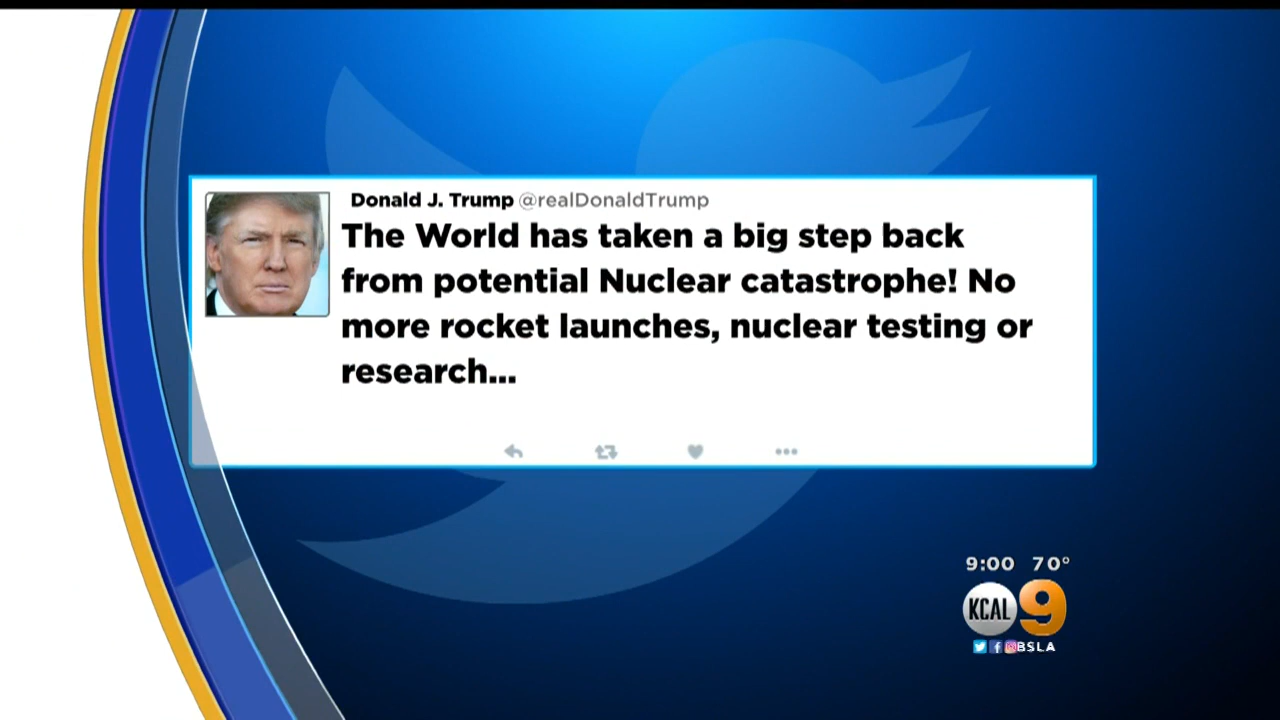 Donald J. Trump @realDonaldTrump
The World has taken a big step back
from potential Nuclear catastrophe! No
more rocket launches, nuclear testing or
research...
9:00 70°
KCAL 9
BSLA